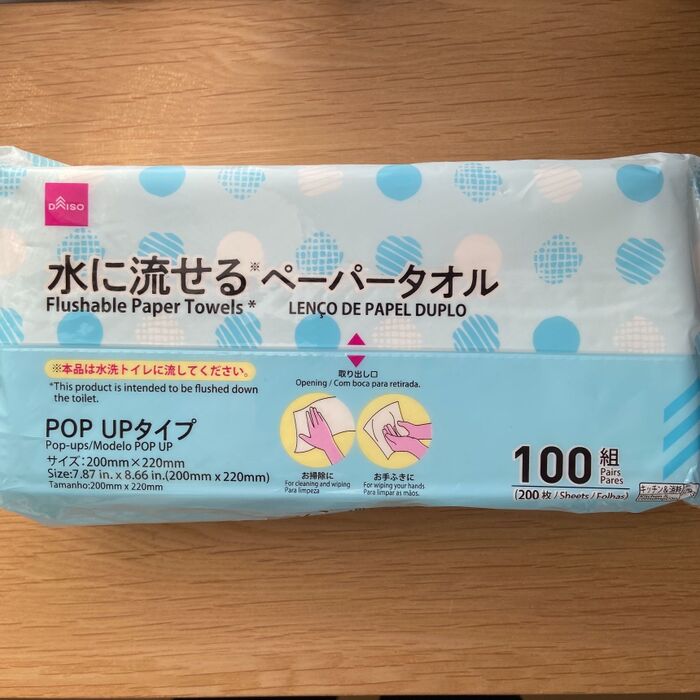 DAISO
水に流せる※ペーパータオル
Flushable Paper Towels * LENÇO DE PAPEL DUPLO
※本品は水洗トイレに流してください。
*This product is intended to be flushed down
the toilet.
取り出し口
Opening / Com boca para retirada.
POP UPタイプ
Pop-ups/Modelo POP UP
サイズ:200mm×220mm
Size:7.87 in. x 8.66 in.(200mm x 220mm)
Tamanho:200mm x 220mm
お掃除に
For cleaning and wiping
Para limpeza
お手ふきに
For wiping your hands
Para limpar as mãos.
100組
Pairs
Pares
(200枚/Sheets/Folhas)